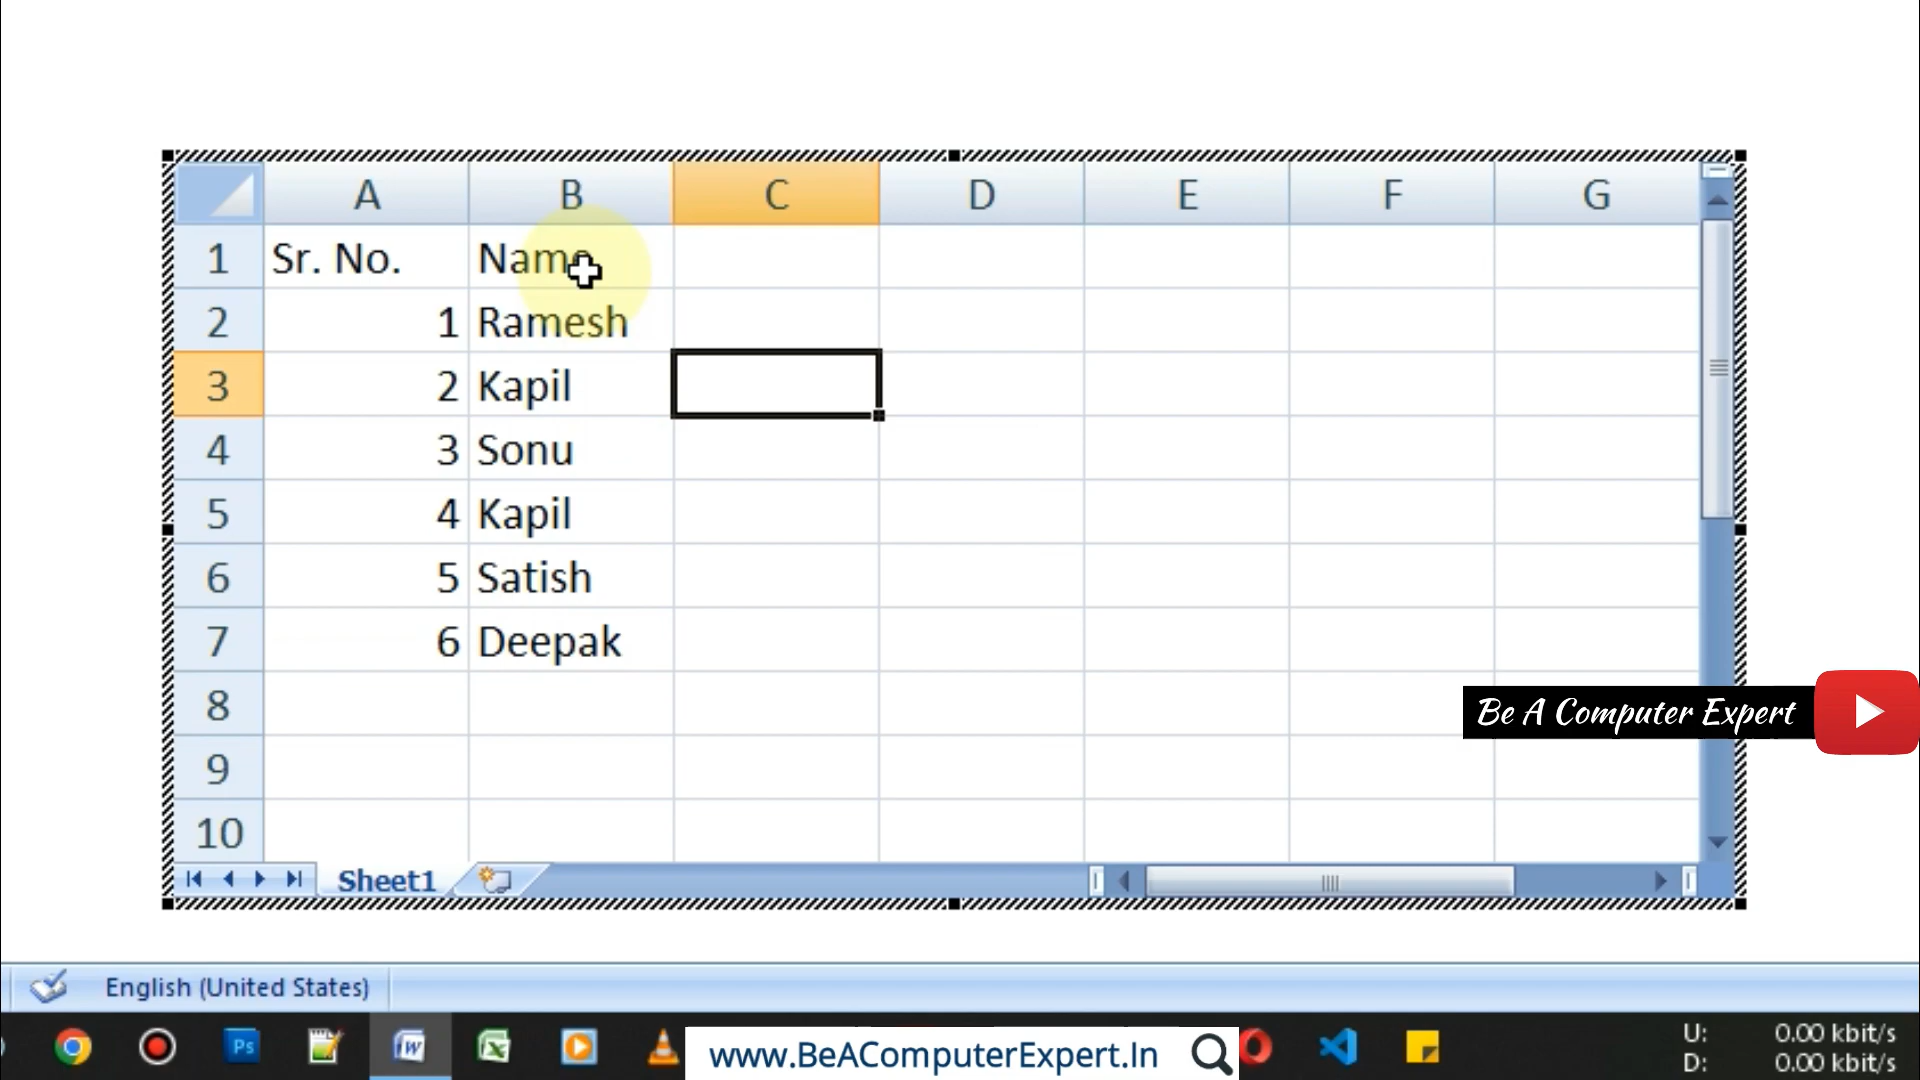 A B C D E F G
1 Sr. No. Name
2 1 Ramesh
3 2 Kapil
4 3 Sonu
5 4 Kapil
6 5 Satish
7 6 Deepak
8
Be A Computer Expert
9
10
Sheet1
English (United States)
Ps
www.BeAComputerExpert.In
U: 0.00 kbit/s
D: 0.00 kbit/s